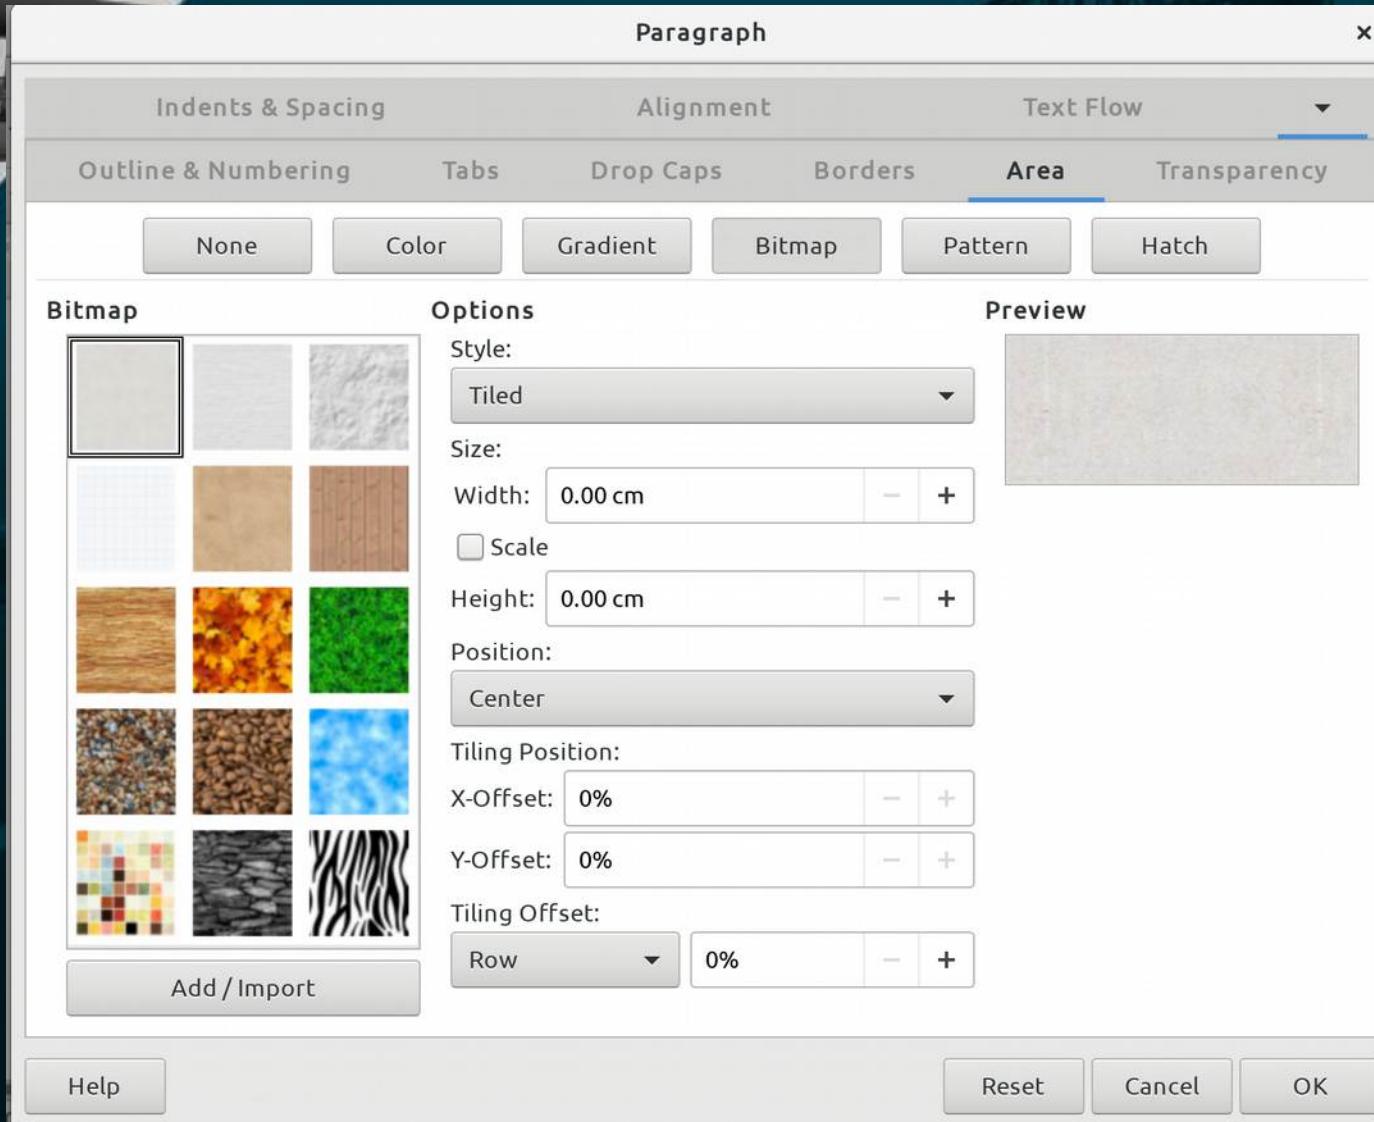 Paragraph ×
Indents & Spacing Alignment Text Flow
Outline & Numbering Tabs Drop Caps Borders Area Transparency
None Color Gradient Bitmap Pattern Hatch
Bitmap Options Preview
Style:
Tiled
Size:
Width: 0.00 cm − +
Scale
Height: 0.00 cm − +
Position:
Center
Tiling Position:
X-Offset: 0% − +
Y-Offset: 0% − +
Tiling Offset:
Row 0% − +
Add / Import
Help Reset Cancel OK